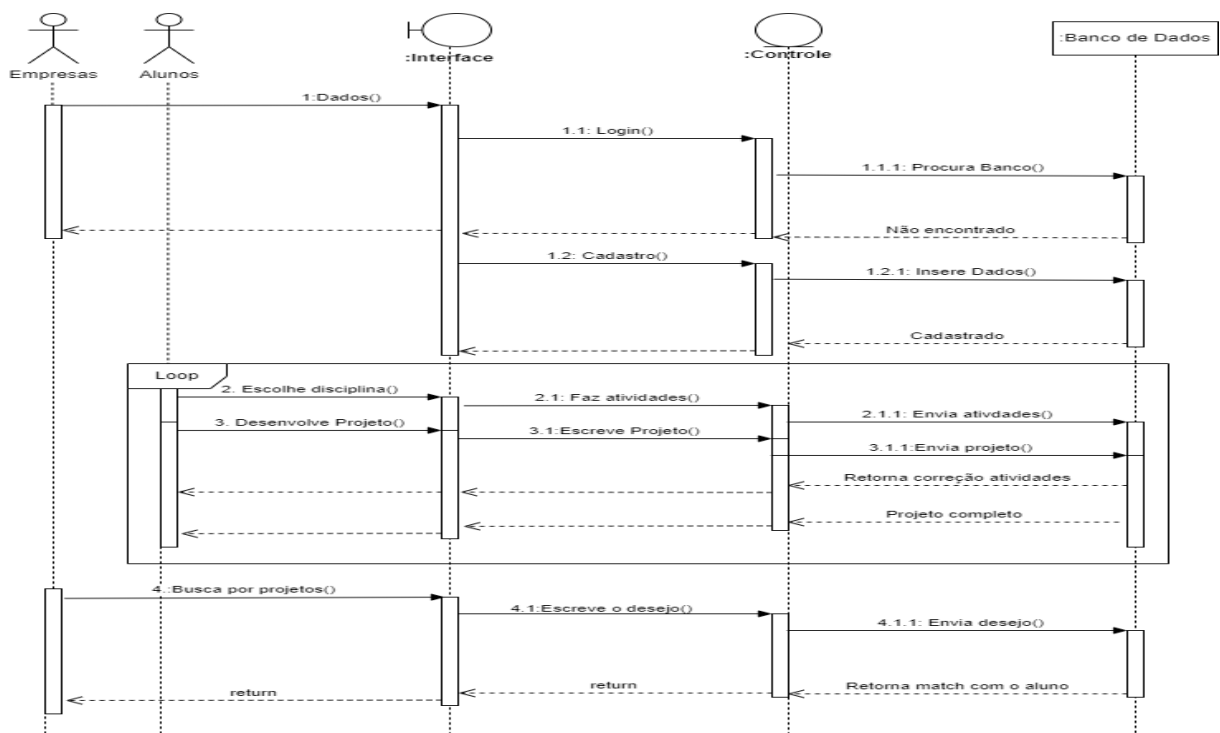 Empresas
Alunos
:Interface
:Controle
:Banco de Dados
1:Dados()
1.1: Login()
1.1.1: Procura Banco()
Não encontrado
1.2: Cadastro()
1.2.1: Insere Dados()
Cadastrado
Loop
2. Escolhe disciplina()
2.1: Faz atividades()
2.1.1: Envia ativdades()
3. Desenvolve Projeto()
3.1:Escreve Projeto()
3.1.1:Envia projeto()
Retorna correção atividades
Projeto completo
4.:Busca por projetos()
4.1:Escreve o desejo()
4.1.1: Envia desejo()
return
return
Retorna match com o aluno